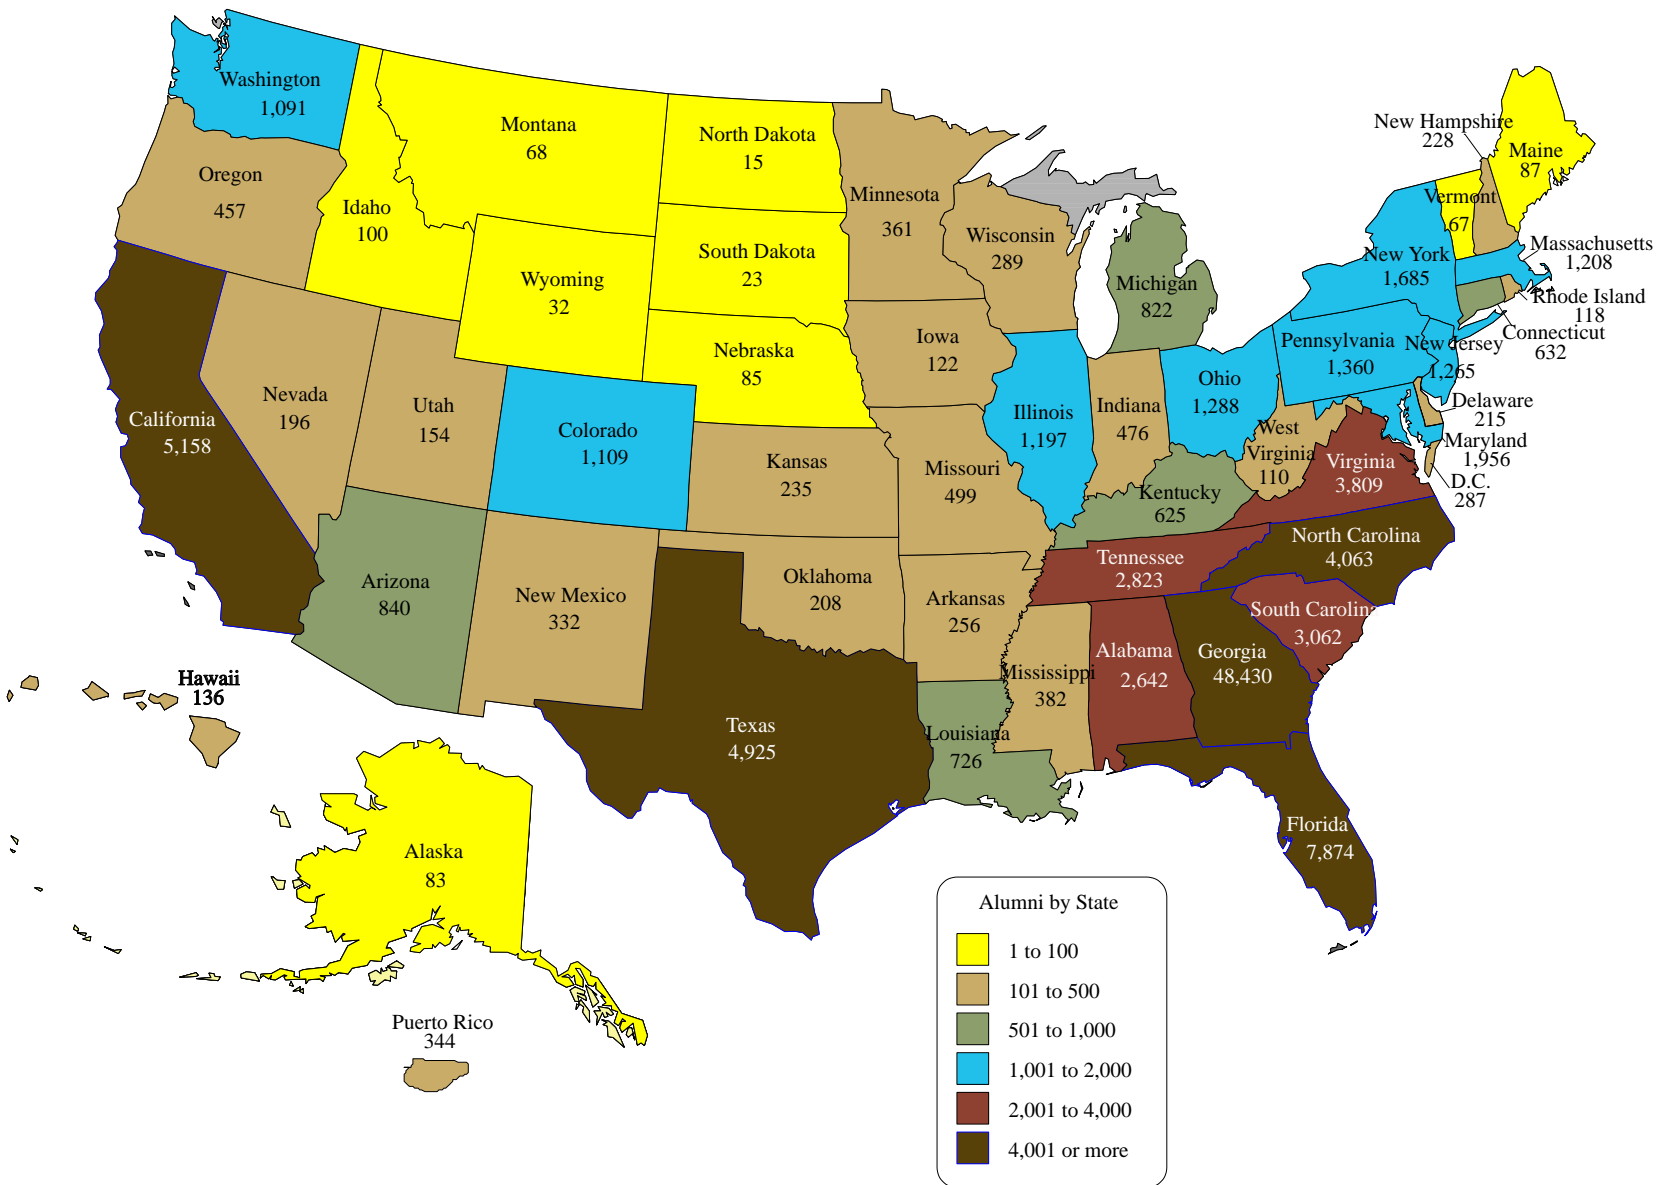 Washington
1,091
Montana
68
North Dakota
15
Minnesota
361
New Hampshire
228
Maine
87
Vermont
67
Oregon
457
Idaho
100
Wyoming
32
South Dakota
23
Wisconsin
289
Michigan
822
New York
1,685
Massachusetts
1,208
Rhode Island
118
Connecticut
632
Nebraska
85
Iowa
122
Pennsylvania
1,360
New Jersey
1,265
Ohio
1,288
Indiana
476
Illinois
1,197
California
5,158
Nevada
196
Utah
154
Colorado
1,109
Kansas
235
Missouri
499
West
Virginia
110
Delaware
215
Maryland
1,956
D.C.
287
Virginia
3,809
Kentucky
625
North Carolina
4,063
Tennessee
2,823
Arizona
840
New Mexico
332
Oklahoma
208
Arkansas
256
South Carolina
3,062
Mississippi
382
Alabama
2,642
Georgia
48,430
Hawaii
136
Texas
4,925
Louisiana
726
Florida
7,874
Alaska
83
Puerto Rico
344
Alumni by State
1 to 100
101 to 500
501 to 1,000
1,001 to 2,000
2,001 to 4,000
4,001 or more